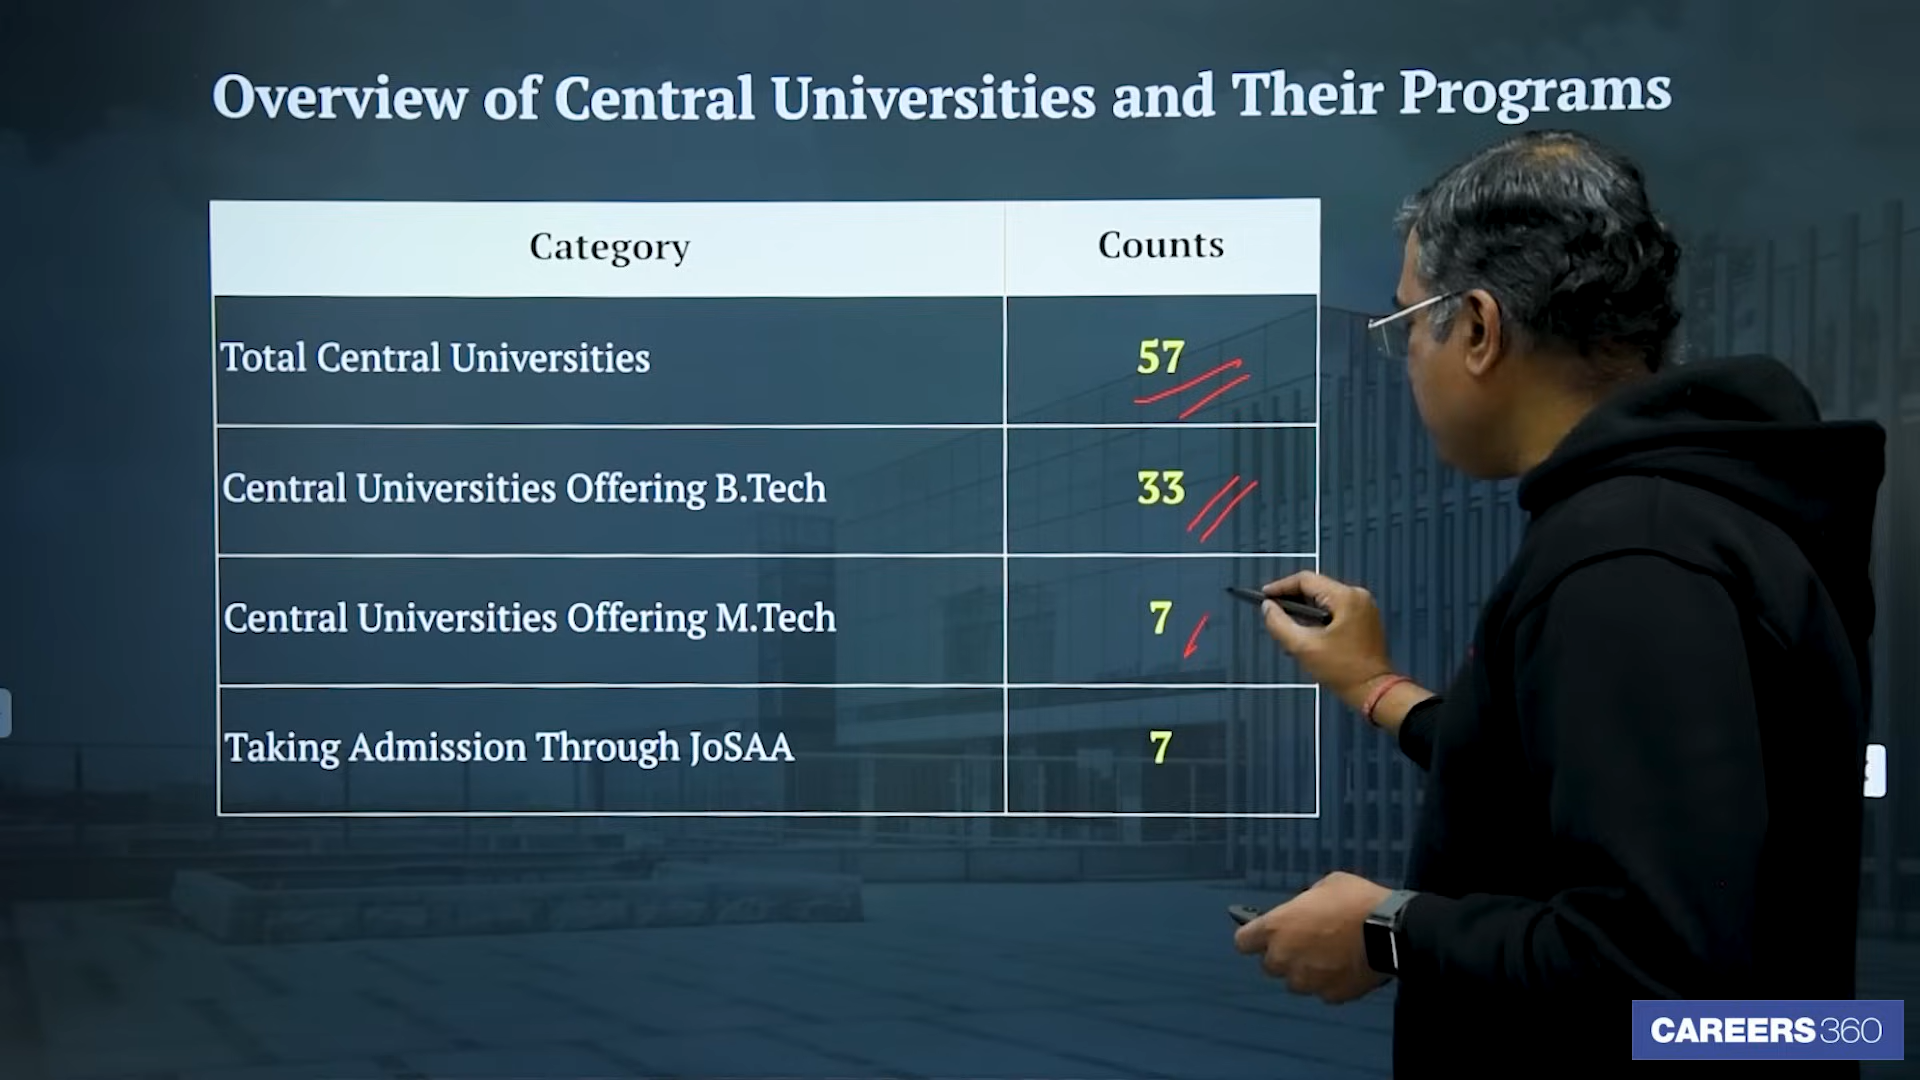 Overview of Central Universities and Their Programs
Category Counts
Total Central Universities 57
Central Universities Offering B.Tech 33
Central Universities Offering M.Tech 7
Taking Admission Through JoSAA 7
CAREERS360